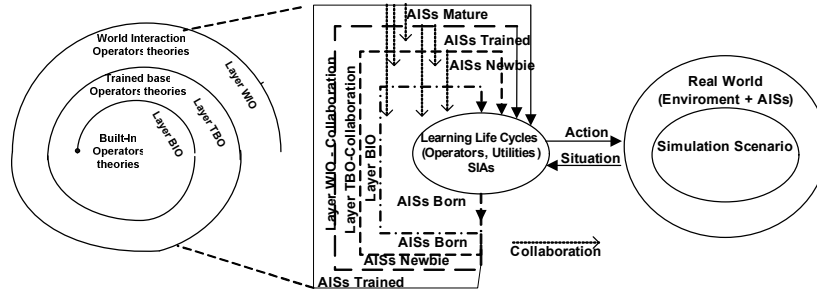 World Interaction
Operators theories
Layer WIO
Trained base
Operators theories
Layer TBO
Built-In
Operators
theories
Layer BIO
AISs Mature
AISs Trained
AISs Newbie
Layer WIO - Collaboration
Layer TBO-Collaboration
Layer BIO
Learning Life Cycles
(Operators, Utilities)
SIAs
AISs Born
AISs Born
AISs Newbie
AISs Trained
Action
Situation
Collaboration
Real World
(Enviroment + AISs)
Simulation Scenario